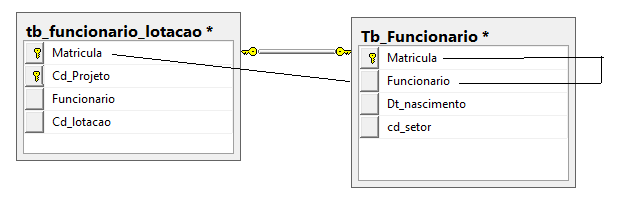 tb_funcionario_lotacao *
Matricula
Cd_Projeto
Funcionario
Cd_lotacao
Tb_Funcionario *
Matricula
Funcionario
Dt_nascimento
cd_setor